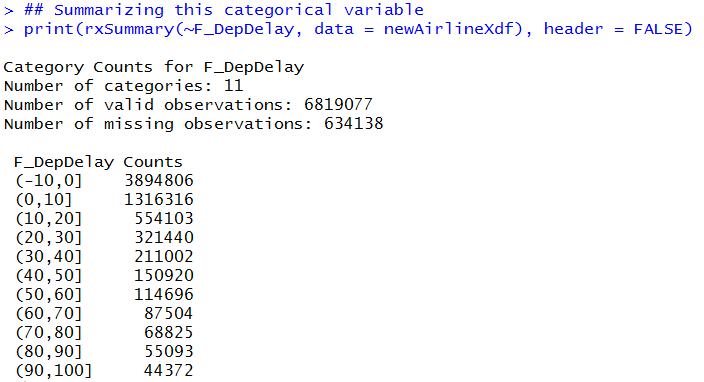 > ## Summarizing this categorical variable
> print(rxSummary(~F_DepDelay, data = newAirlineXdf), header = FALSE)
Category Counts for F_DepDelay
Number of categories: 11
Number of valid observations: 6819077
Number of missing observations: 634138
F_DepDelay Counts
(-10,0] 3894806
(0,10] 1316316
(10,20] 554103
(20,30] 321440
(30,40] 211002
(40,50] 150920
(50,60] 114696
(60,70] 87504
(70,80] 68825
(80,90] 55093
(90,100] 44372